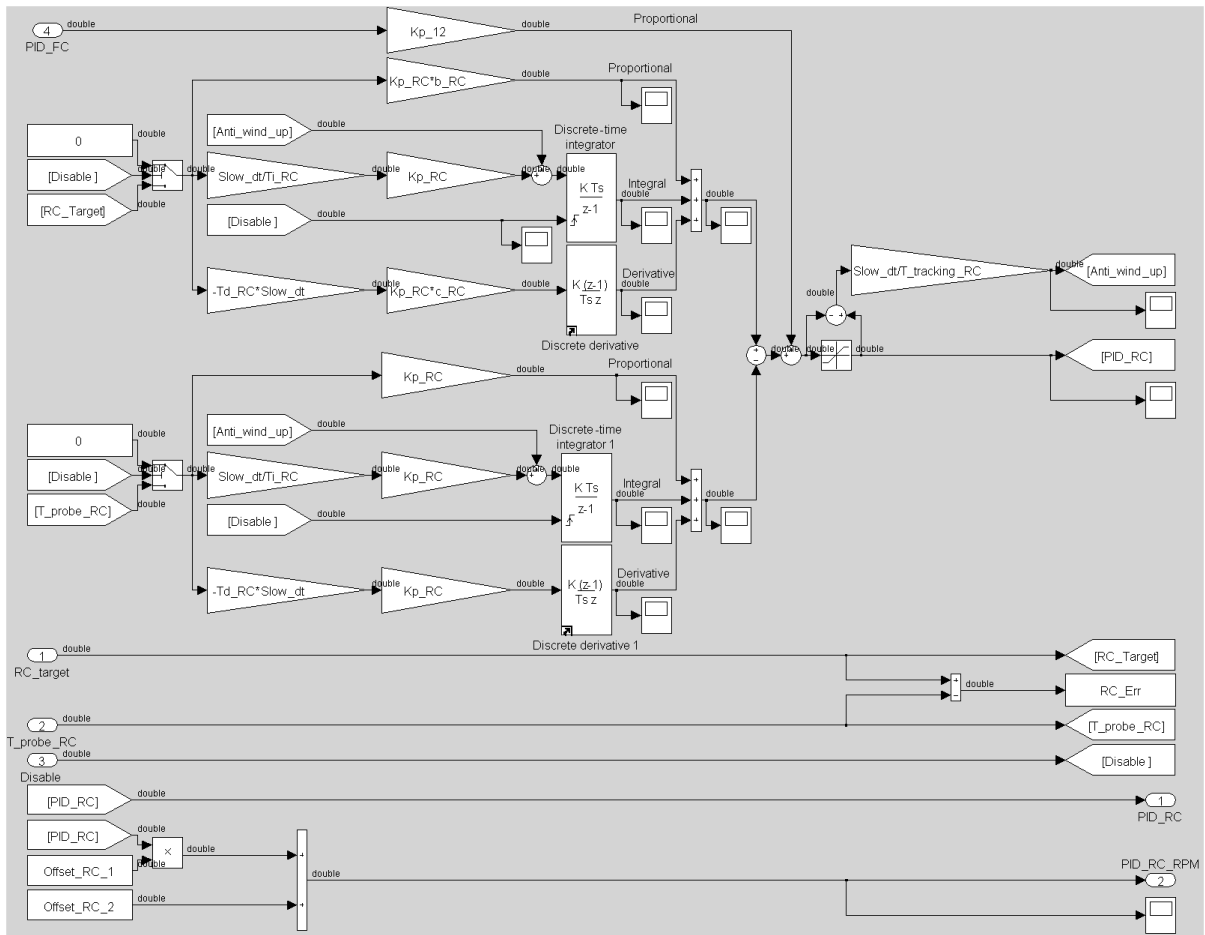 Proportional
4
double
Kp_12
double
PID_FC
Proportional
double
Kp_RC*b_RC
double
[Anti_wind_up]
double
Discrete-time
integrator
0
double
[Disable ]
double
double
Slow_dt/Ti_RC
double
Kp_RC
double
double
+
K Ts
z-1
Integral
double
+
+
+
double
[RC_Target]
double
[Disable ]
double
Derivative
-Td_RC*Slow_dt
double
Kp_RC*c_RC
double
K (z-1)
Ts z
double
Discrete derivative
Slow_dt/T_tracking_RC
double
[Anti_wind_up]
double
- +
+
-
double
+
double
double
[PID_RC]
Proportional
Kp_RC
double
[Anti_wind_up]
double
Discrete-time
integrator 1
0
double
[Disable ]
double
double
Slow_dt/Ti_RC
double
Kp_RC
double
double
+
K Ts
z-1
Integral
double
+
+
+
double
[T_probe_RC]
double
[Disable ]
double
Derivative
-Td_RC*Slow_dt
double
Kp_RC
double
K (z-1)
Ts z
double
Discrete derivative 1
1
double
RC_target
[RC_Target]
+
-
double
RC_Err
2
double
T_probe_RC
[T_probe_RC]
3
double
Disable
[Disable ]
[PID_RC]
double
1
PID_RC
[PID_RC]
double
×
double
Offset_RC_1
double
Offset_RC_2
double
+
+
double
PID_RC_RPM
2